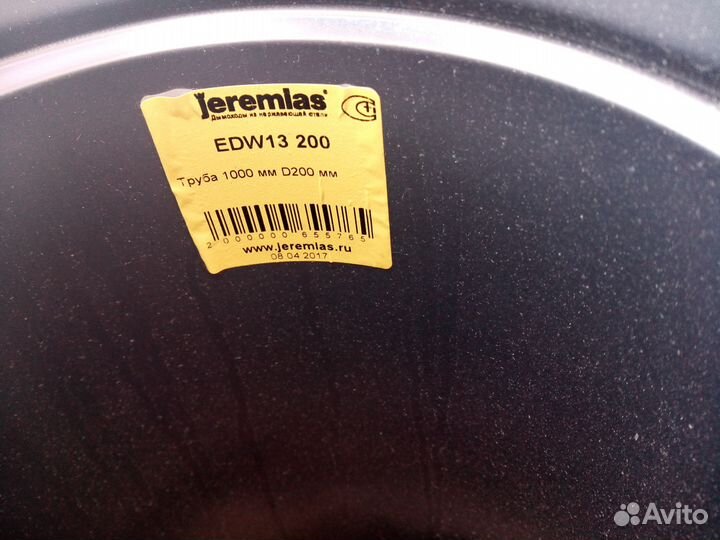 Jeremias®
Дымоходы из нержавеющей стали
EDW13 200
Труба 1000 мм D200 мм
2 000000 655765
www.jeremias.ru
08 04 2017
Avito